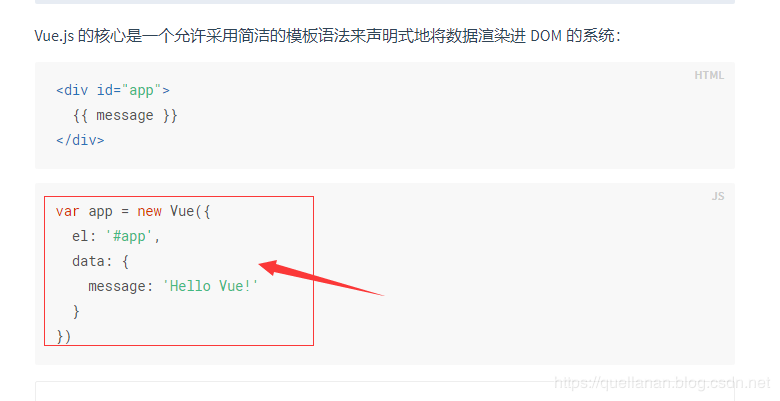 Vue.js 的核心是一个允许采用简洁的模板语法来声明式地将数据渲染进 DOM 的系统：
HTML
<div id="app">
  {{ message }}
</div>
JS
var app = new Vue({
  el: '#app',
  data: {
    message: 'Hello Vue!'
  }
})
https://quellanan.blog.csdn.net